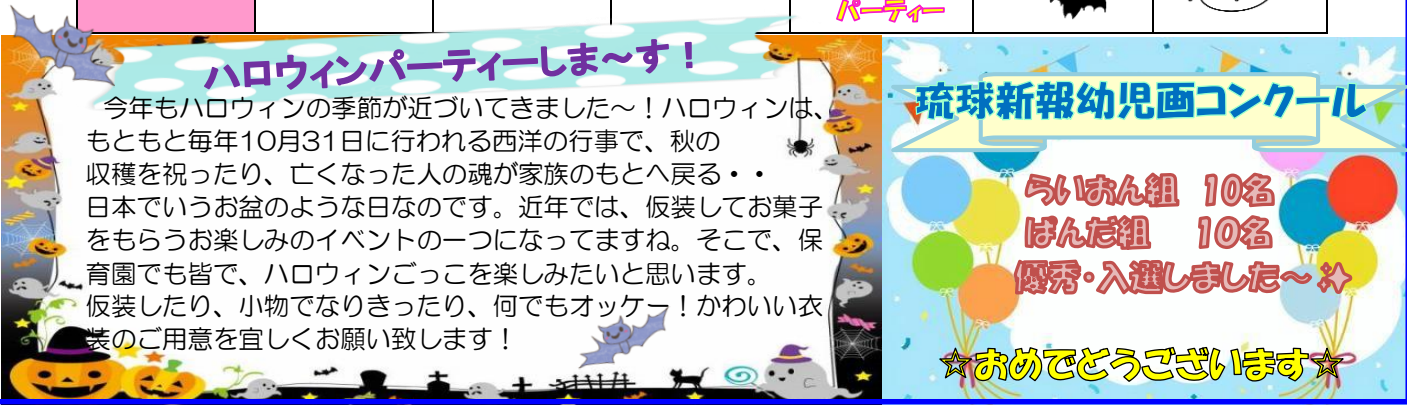 パーティー
ハロウィンパーティーしま～す！
今年もハロウィンの季節が近づいてきました～！ハロウィンは、
もともと毎年10月31日に行われる西洋の行事で、秋の
収穫を祝ったり、亡くなった人の魂が家族のもとへ戻る・・
日本でいうお盆のような日なのです。近年では、仮装してお菓子
をもらうお楽しみのイベントの一つになってますね。そこで、保
育園でも皆で、ハロウィンごっこを楽しみたいと思います。
仮装したり、小物でなりきったり、何でもオッケー！かわいい衣
装のご用意を宜しくお願い致します！
琉球新報幼児画コンクール
らいおん組　10名
ぱんだ組　10名
優秀・入選しました～✨
☆おめでとうございます☆